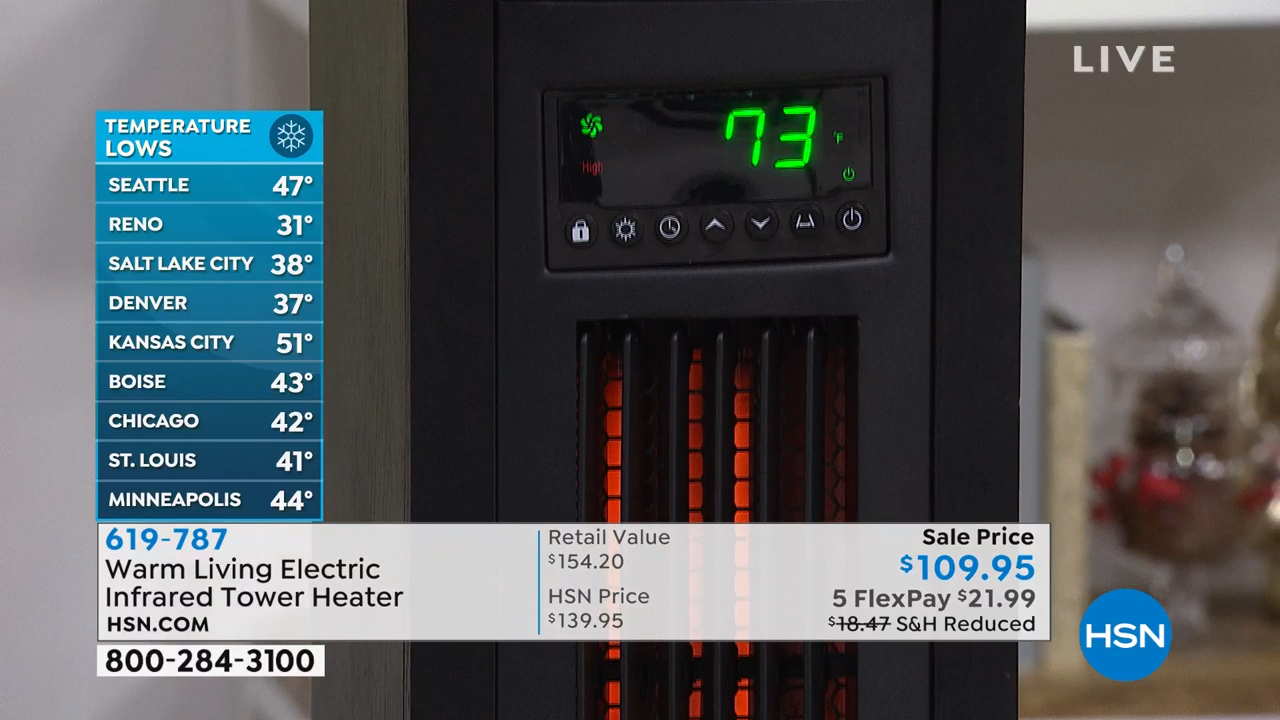 LIVE
73
°F
High
TEMPERATURE
LOWS
SEATTLE 47°
RENO 31°
SALT LAKE CITY 38°
DENVER 37°
KANSAS CITY 51°
BOISE 43°
CHICAGO 42°
ST. LOUIS 41°
MINNEAPOLIS 44°
619-787
Warm Living Electric
Infrared Tower Heater
HSN.COM
Retail Value
$154.20
HSN Price
$139.95
Sale Price
$109.95
5 FlexPay $21.99
$18.47 S&H Reduced
800-284-3100
HSN